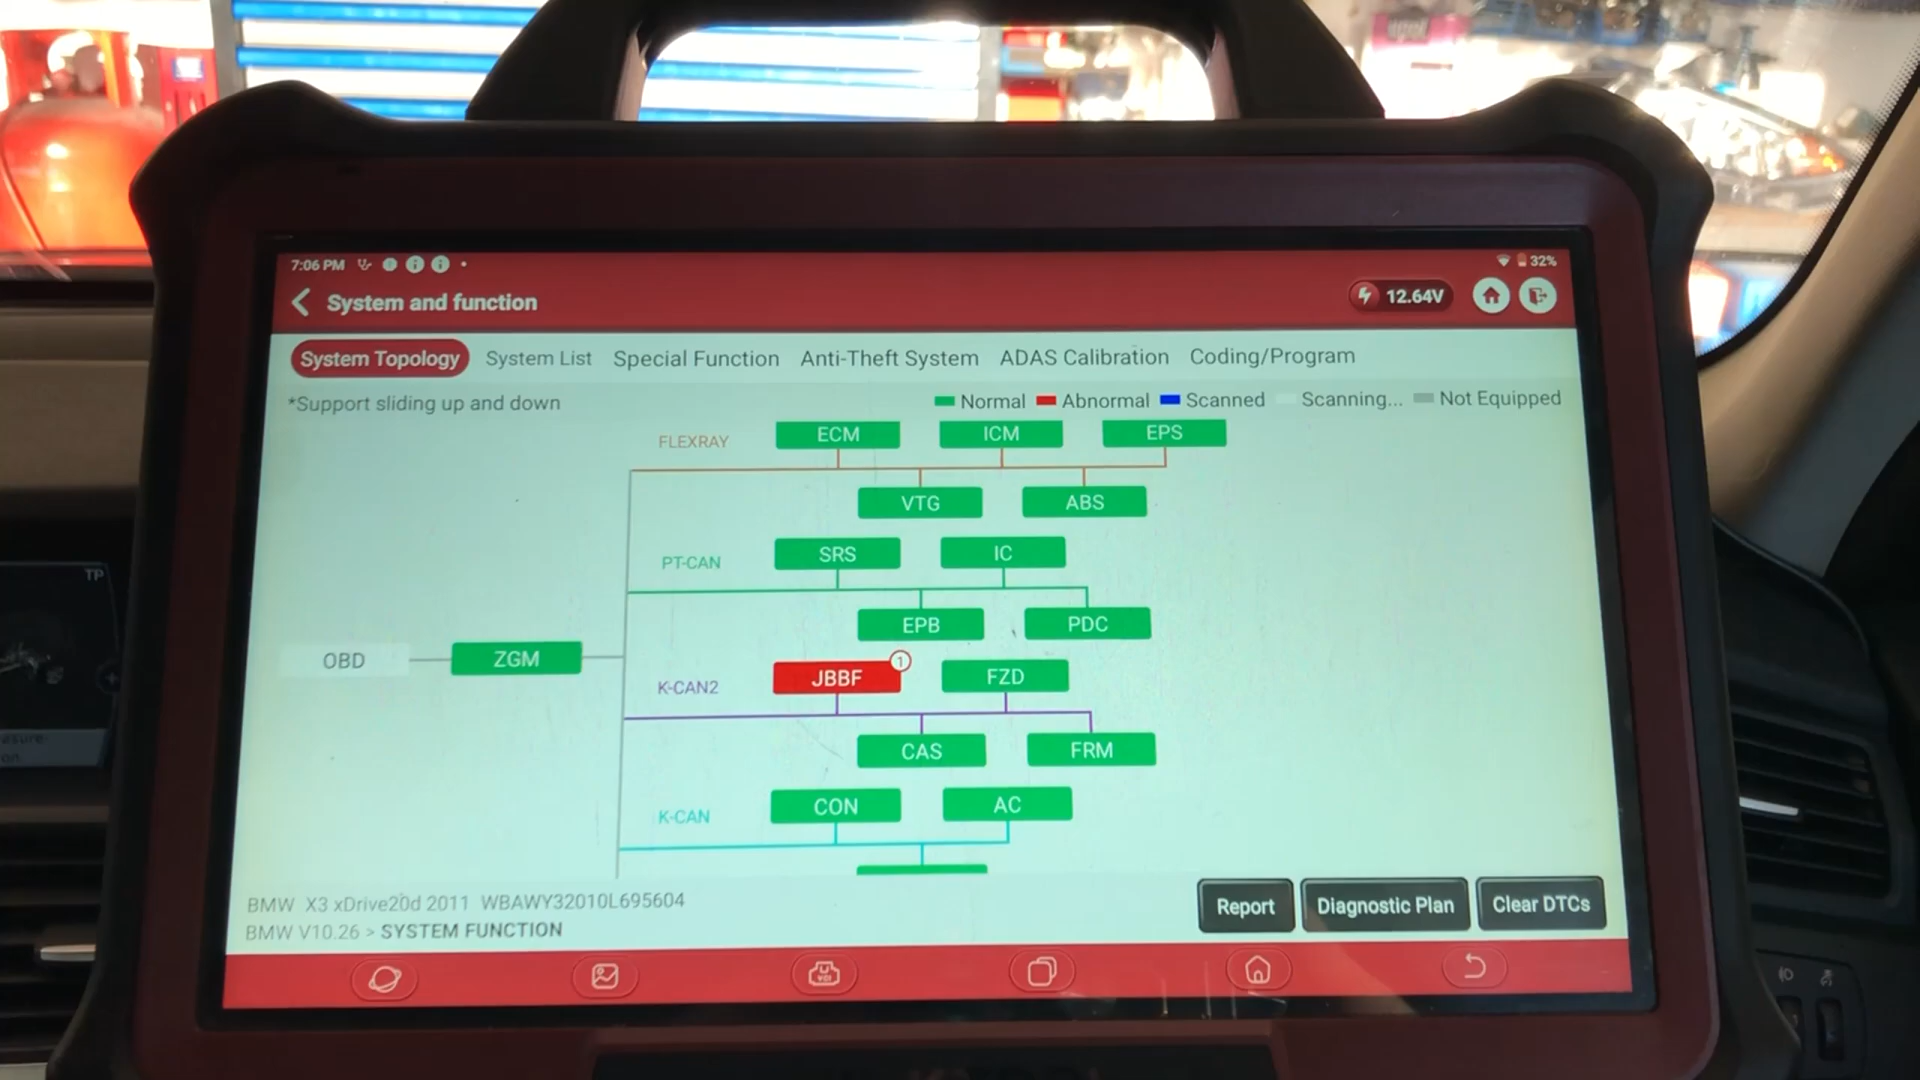 7:06 PM
32%
System and function
12.64V
System Topology System List Special Function Anti-Theft System ADAS Calibration Coding/Program
*Support sliding up and down
Normal Abnormal Scanned Scanning... Not Equipped
FLEXRAY ECM ICM EPS
VTG ABS
PT-CAN SRS IC
EPB PDC
OBD ZGM
K-CAN2 JBBF 1 FZD
CAS FRM
K-CAN CON AC
BMW X3 xDrive20d 2011 WBAWY32010L695604
BMW V10.26 > SYSTEM FUNCTION
Report Diagnostic Plan Clear DTCs
VCI
TP